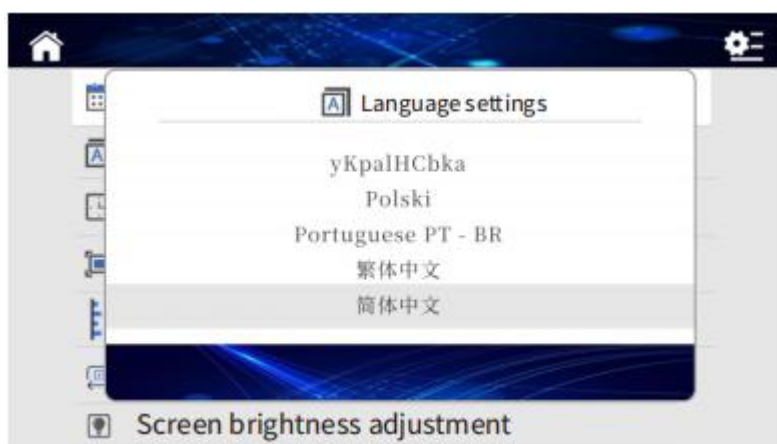 Language settings
yKpalHCbka
Polski
Portuguese PT - BR
繁体中文
简体中文
Screen brightness adjustment